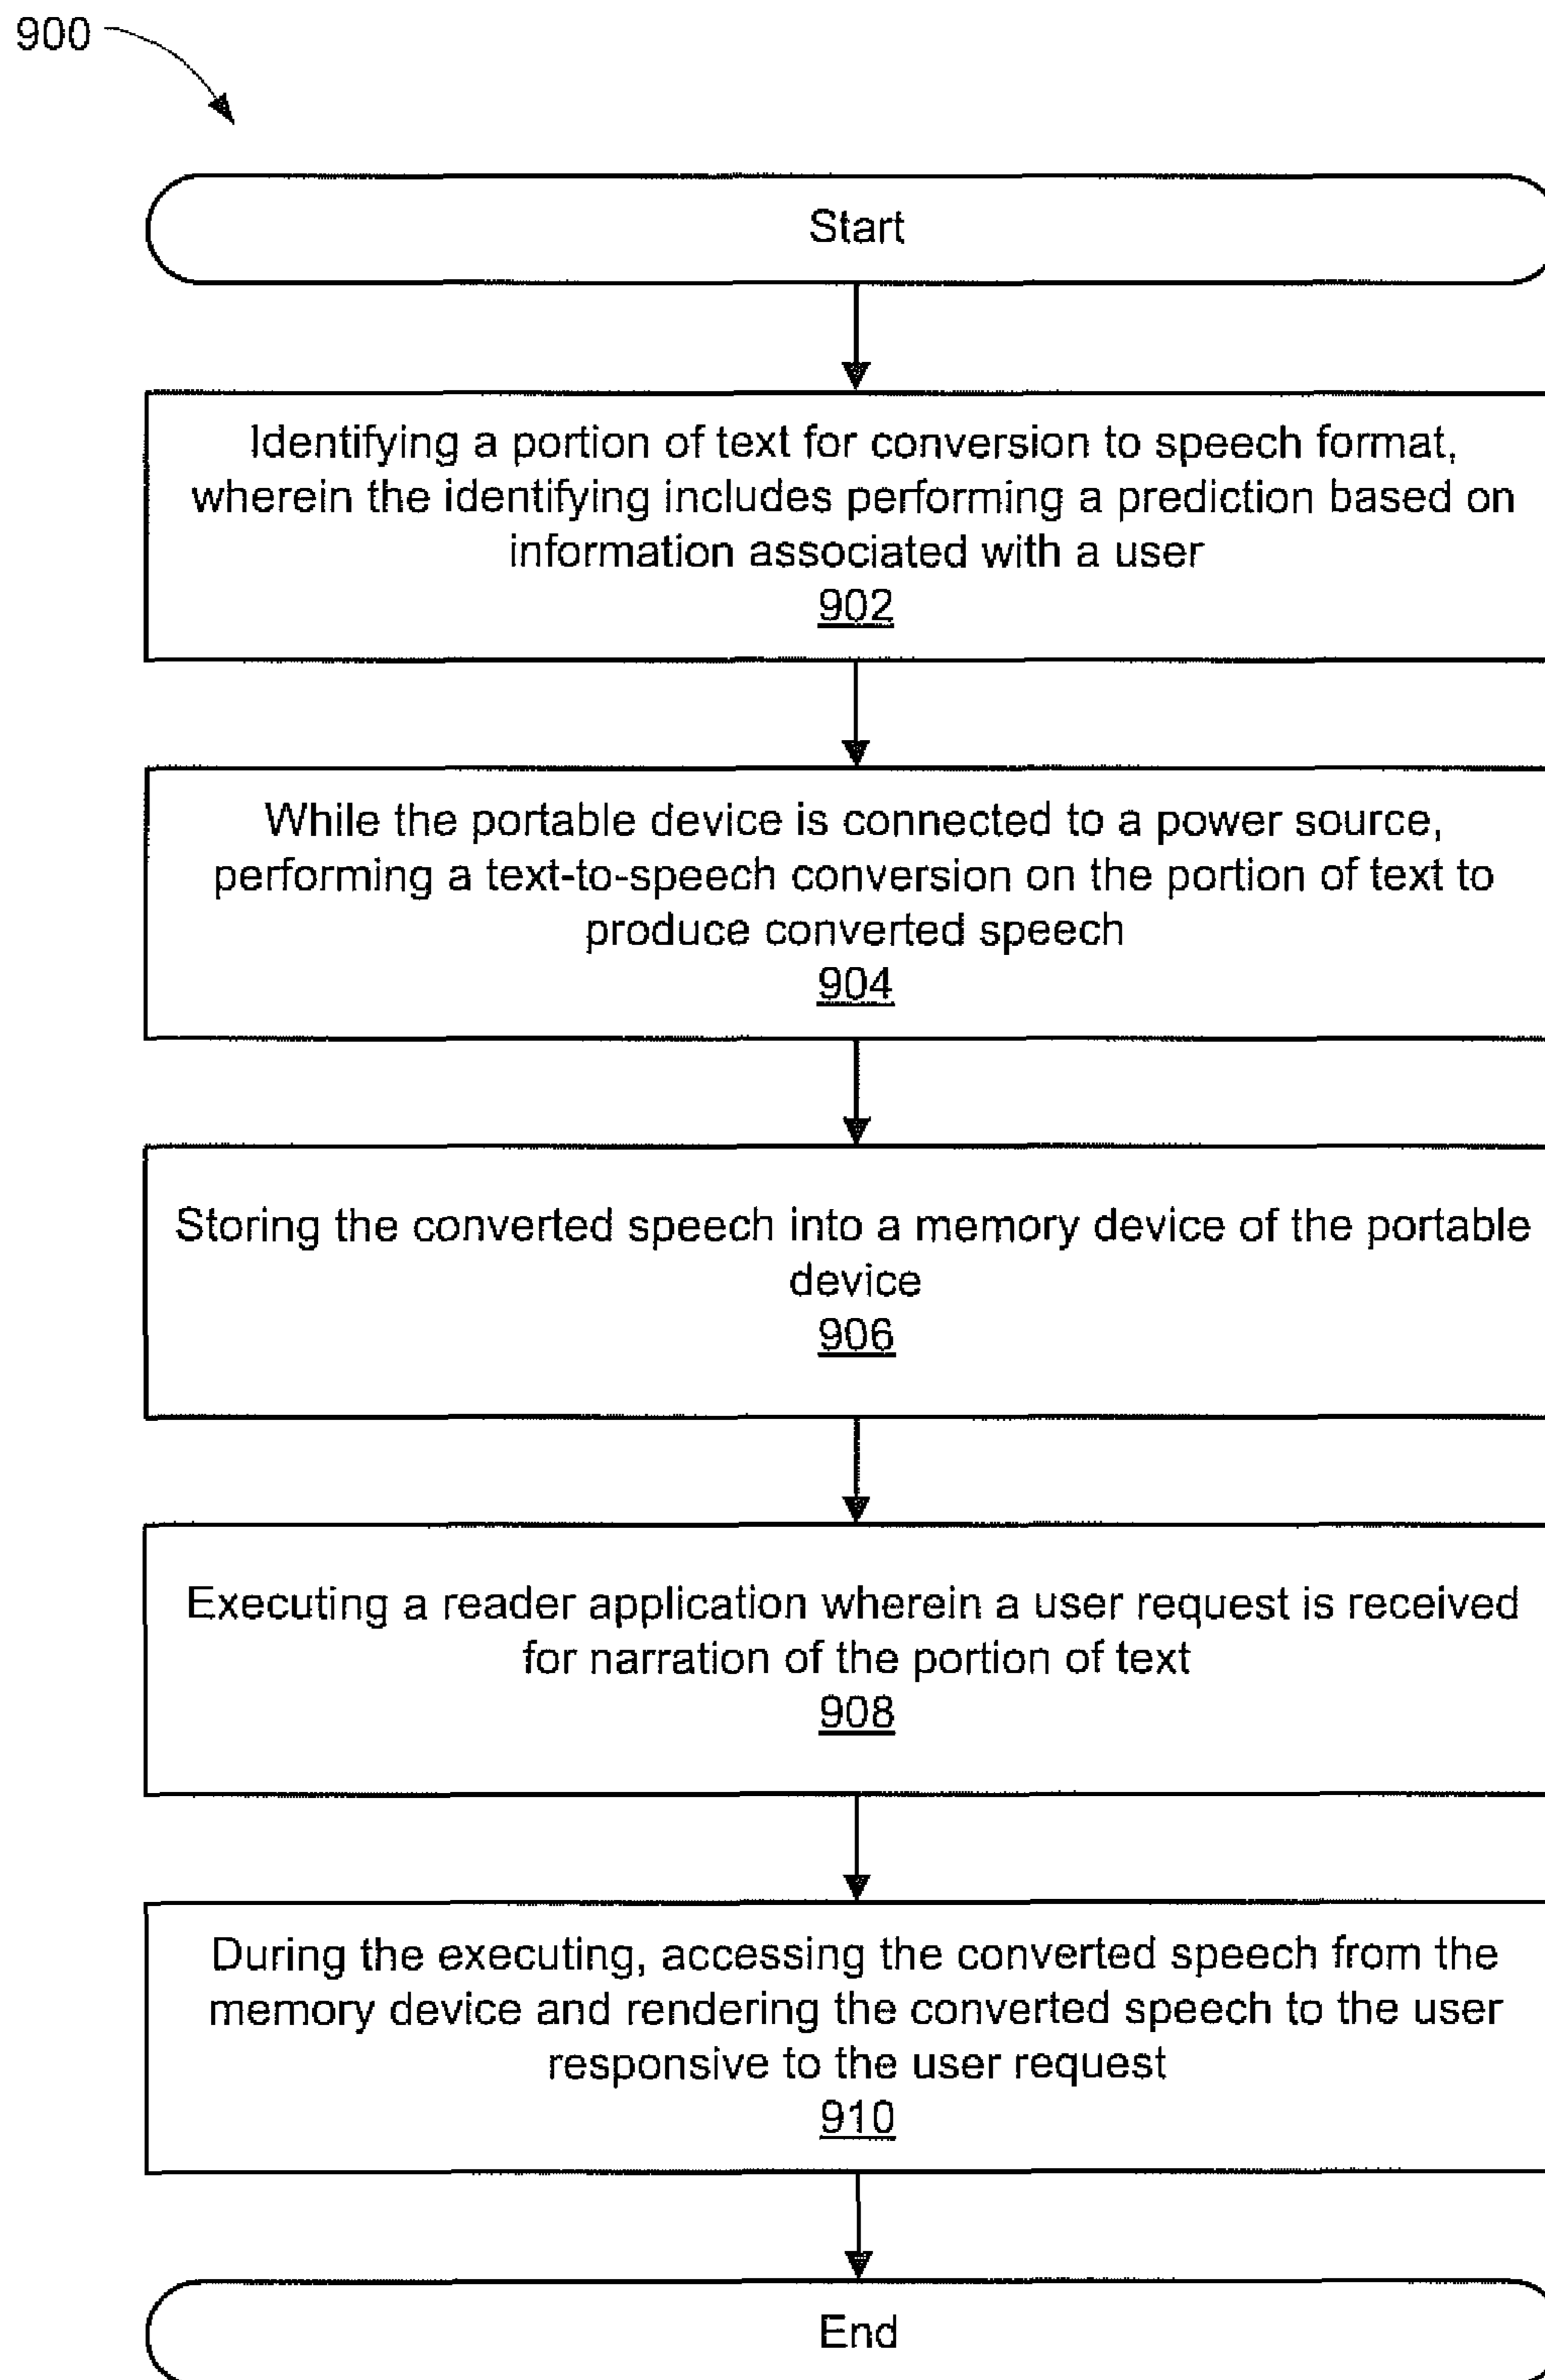 900
Start
Identifying a portion of text for conversion to speech format,
wherein the identifying includes performing a prediction based on
information associated with a user
902
While the portable device is connected to a power source,
performing a text-to-speech conversion on the portion of text to
produce converted speech
904
Storing the converted speech into a memory device of the portable
device
906
Executing a reader application wherein a user request is received
for narration of the portion of text
908
During the executing, accessing the converted speech from the
memory device and rendering the converted speech to the user
responsive to the user request
910
End